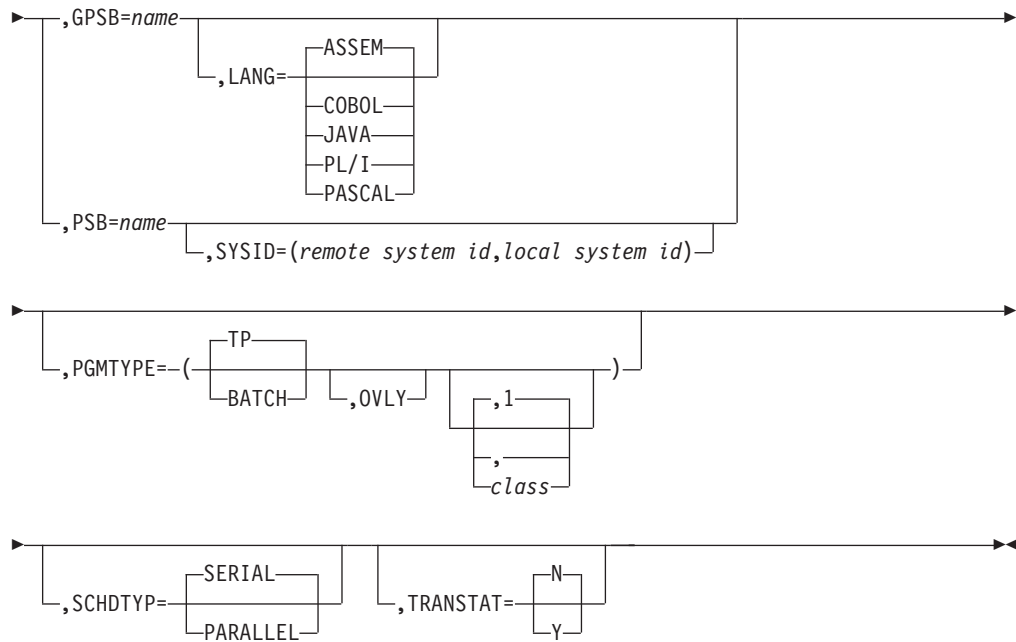 ,GPSB=name
,LANG=
ASSEM
COBOL
JAVA
PL/I
PASCAL
,PSB=name
,SYSID=(remote system id,local system id)
,PGMTYPE=(
TP
BATCH
,OVLY
,1
,
class
)
,SCHDTYP=
SERIAL
PARALLEL
,TRANSTAT=
N
Y